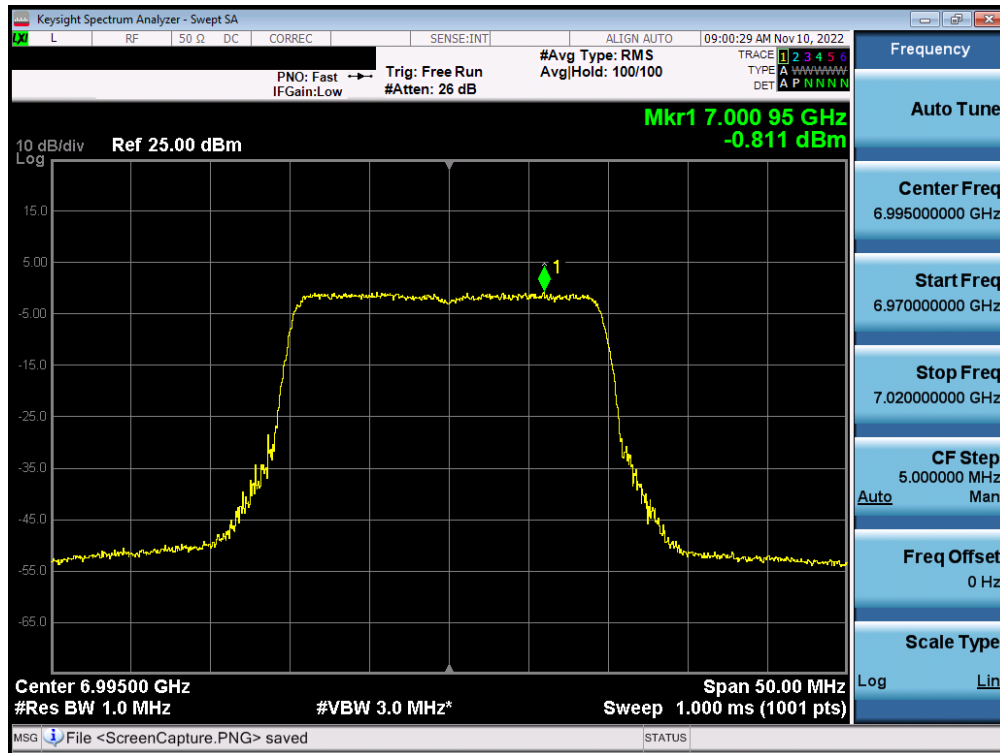 Keysight Spectrum Analyzer - Swept SA
LXI L RF 50 Ω DC CORREC SENSE:INT ALIGN AUTO 09:00:29 AM Nov 10, 2022
PNO: Fast
IFGain:Low
Trig: Free Run
#Atten: 26 dB
#Avg Type: RMS
Avg|Hold: 100/100
TRACE 1 2 3 4 5 6
TYPE A WWWWW
DET A P N N N N
Mkr1 7.000 95 GHz
-0.811 dBm
10 dB/div Ref 25.00 dBm
Log
15.0
5.00
1
-5.00
-15.0
-25.0
-35.0
-45.0
-55.0
-65.0
Center 6.99500 GHz Span 50.00 MHz
#Res BW 1.0 MHz #VBW 3.0 MHz* Sweep 1.000 ms (1001 pts)
MSG File <ScreenCapture.PNG> saved STATUS
Frequency
Auto Tune
Center Freq
6.995000000 GHz
Start Freq
6.970000000 GHz
Stop Freq
7.020000000 GHz
CF Step
5.000000 MHz
Auto Man
Freq Offset
0 Hz
Scale Type
Log Lin